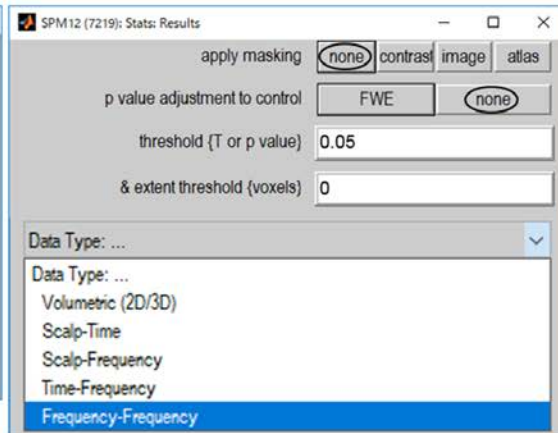 SPM12 (7219): Stats: Results
apply masking none contrast image atlas
p value adjustment to control FWE none
threshold {T or p value} 0.05
& extent threshold {voxels} 0
Data Type: ...
Data Type: ...
Volumetric (2D/3D)
Scalp-Time
Scalp-Frequency
Time-Frequency
Frequency-Frequency